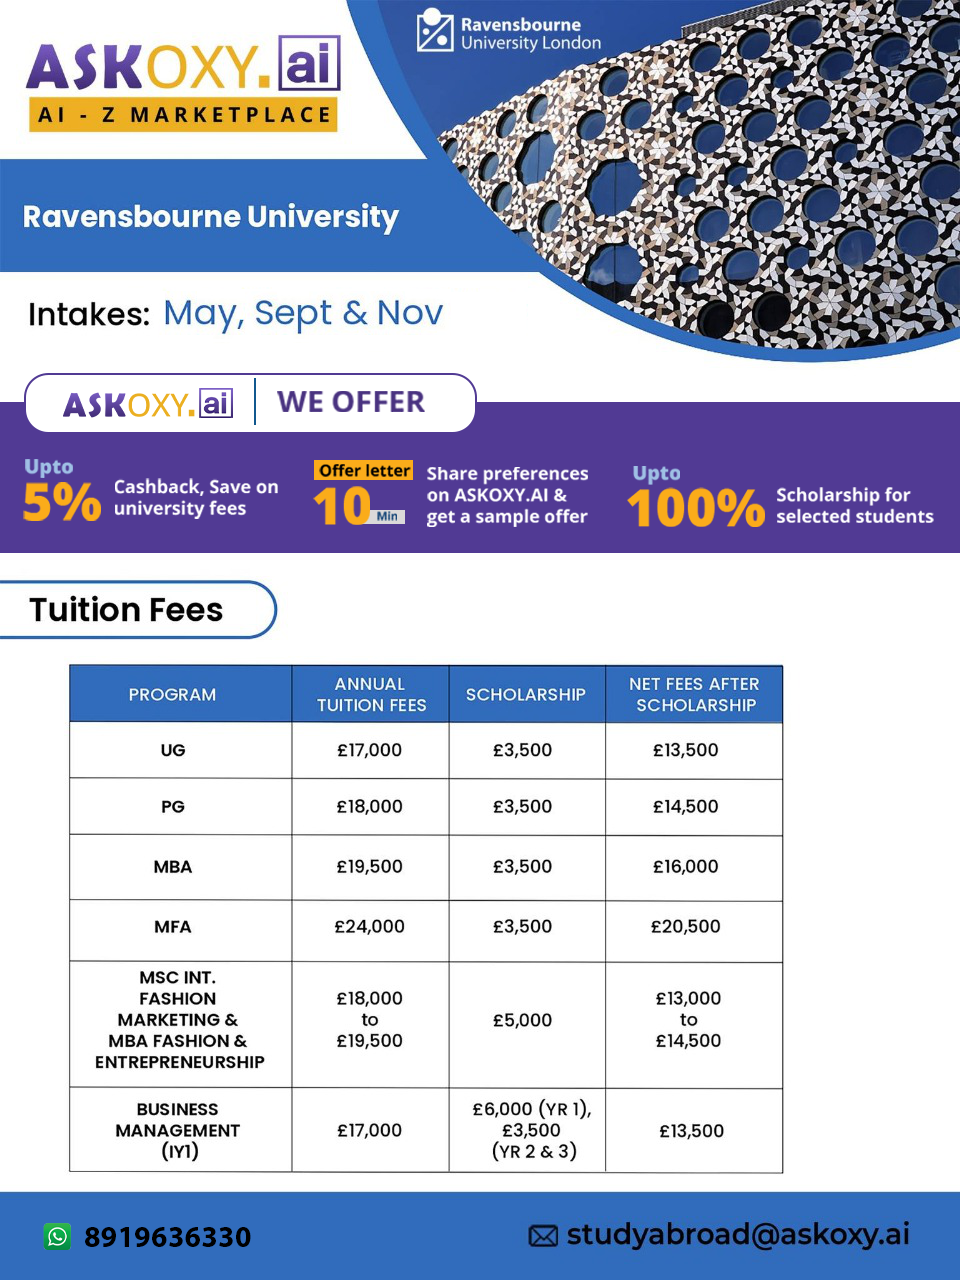 ASKOXY.ai
AI - Z MARKETPLACE
Ravensbourne
University London
Ravensbourne University
Intakes: May, Sept & Nov
ASKOXY.ai WE OFFER
Upto
5%
Cashback, Save on
university fees
Offer letter
10 Min
Share preferences
on ASKOXY.AI &
get a sample offer
Upto
100%
Scholarship for
selected students
Tuition Fees
PROGRAM
ANNUAL
TUITION FEES
SCHOLARSHIP
NET FEES AFTER
SCHOLARSHIP
UG £17,000 £3,500 £13,500
PG £18,000 £3,500 £14,500
MBA £19,500 £3,500 £16,000
MFA £24,000 £3,500 £20,500
MSC INT.
FASHION
MARKETING &
MBA FASHION &
ENTREPRENEURSHIP
£18,000
to
£19,500
£5,000
£13,000
to
£14,500
BUSINESS
MANAGEMENT
(IY1)
£17,000
£6,000 (YR 1),
£3,500
(YR 2 & 3)
£13,500
8919636330
studyabroad@askoxy.ai